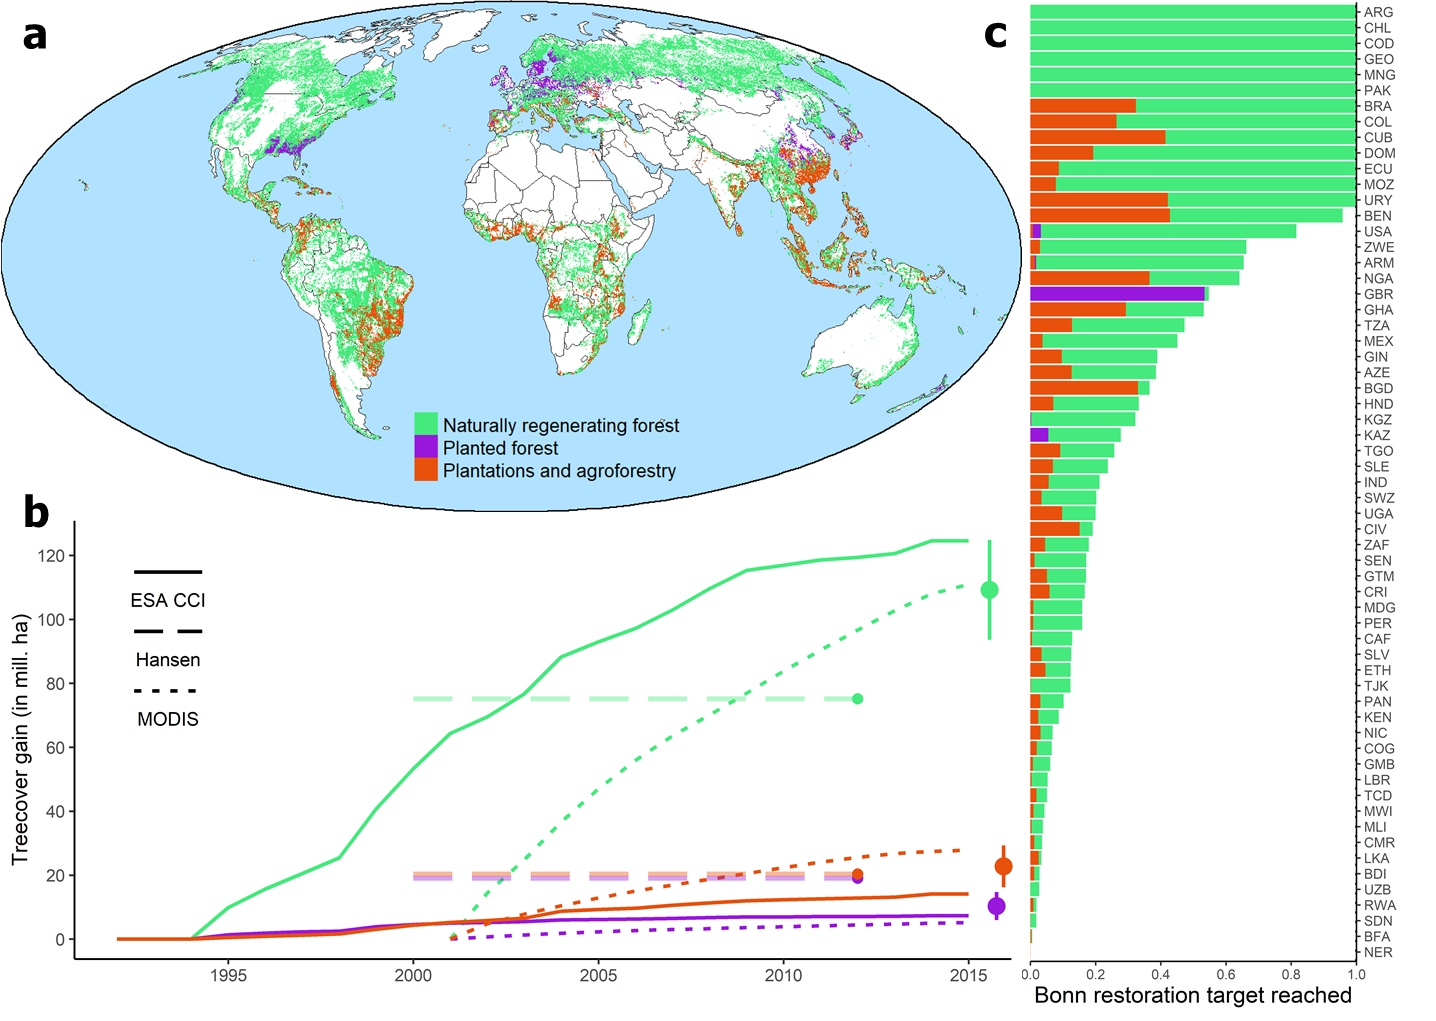 a
Naturally regenerating forest
Planted forest
Plantations and agroforestry
b
Treecover gain (in mill. ha)
120
100
80
60
40
20
0
ESA CCI
Hansen
MODIS
1995
2000
2005
2010
2015
c
ARG
CHL
COD
GEO
MNG
PAK
BRA
COL
CUB
DOM
ECU
MOZ
URY
BEN
USA
ZWE
ARM
NGA
GBR
GHA
TZA
MEX
GIN
AZE
BGD
HND
KGZ
KAZ
TGO
SLE
IND
SWZ
UGA
CIV
ZAF
SEN
GTM
CRI
MDG
PER
CAF
SLV
ETH
TJK
PAN
KEN
NIC
COG
GMB
LBR
TCD
MWI
MLI
CMR
LKA
BDI
UZB
RWA
SDN
BFA
NER
0.0 0.2 0.4 0.6 0.8 1.0
Bonn restoration target reached